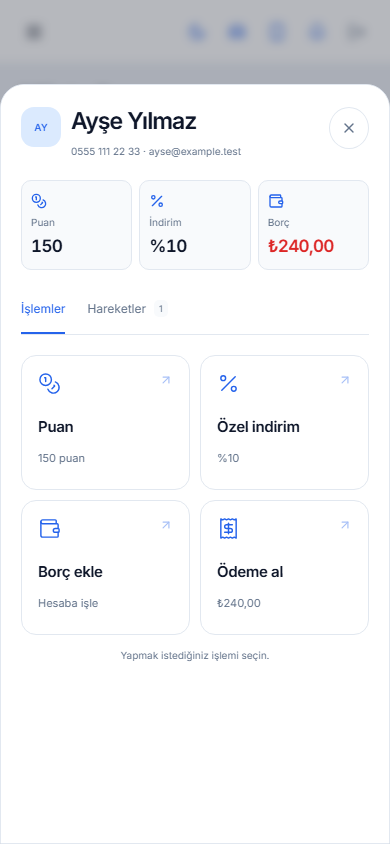 AY
Ayşe Yılmaz
0555 111 22 33 · ayse@example.test
Puan
150
İndirim
%10
Borç
₺240,00
İşlemler
Hareketler 1
Puan
150 puan
Özel indirim
%10
Borç ekle
Hesaba işle
Ödeme al
₺240,00
Yapmak istediğiniz işlemi seçin.